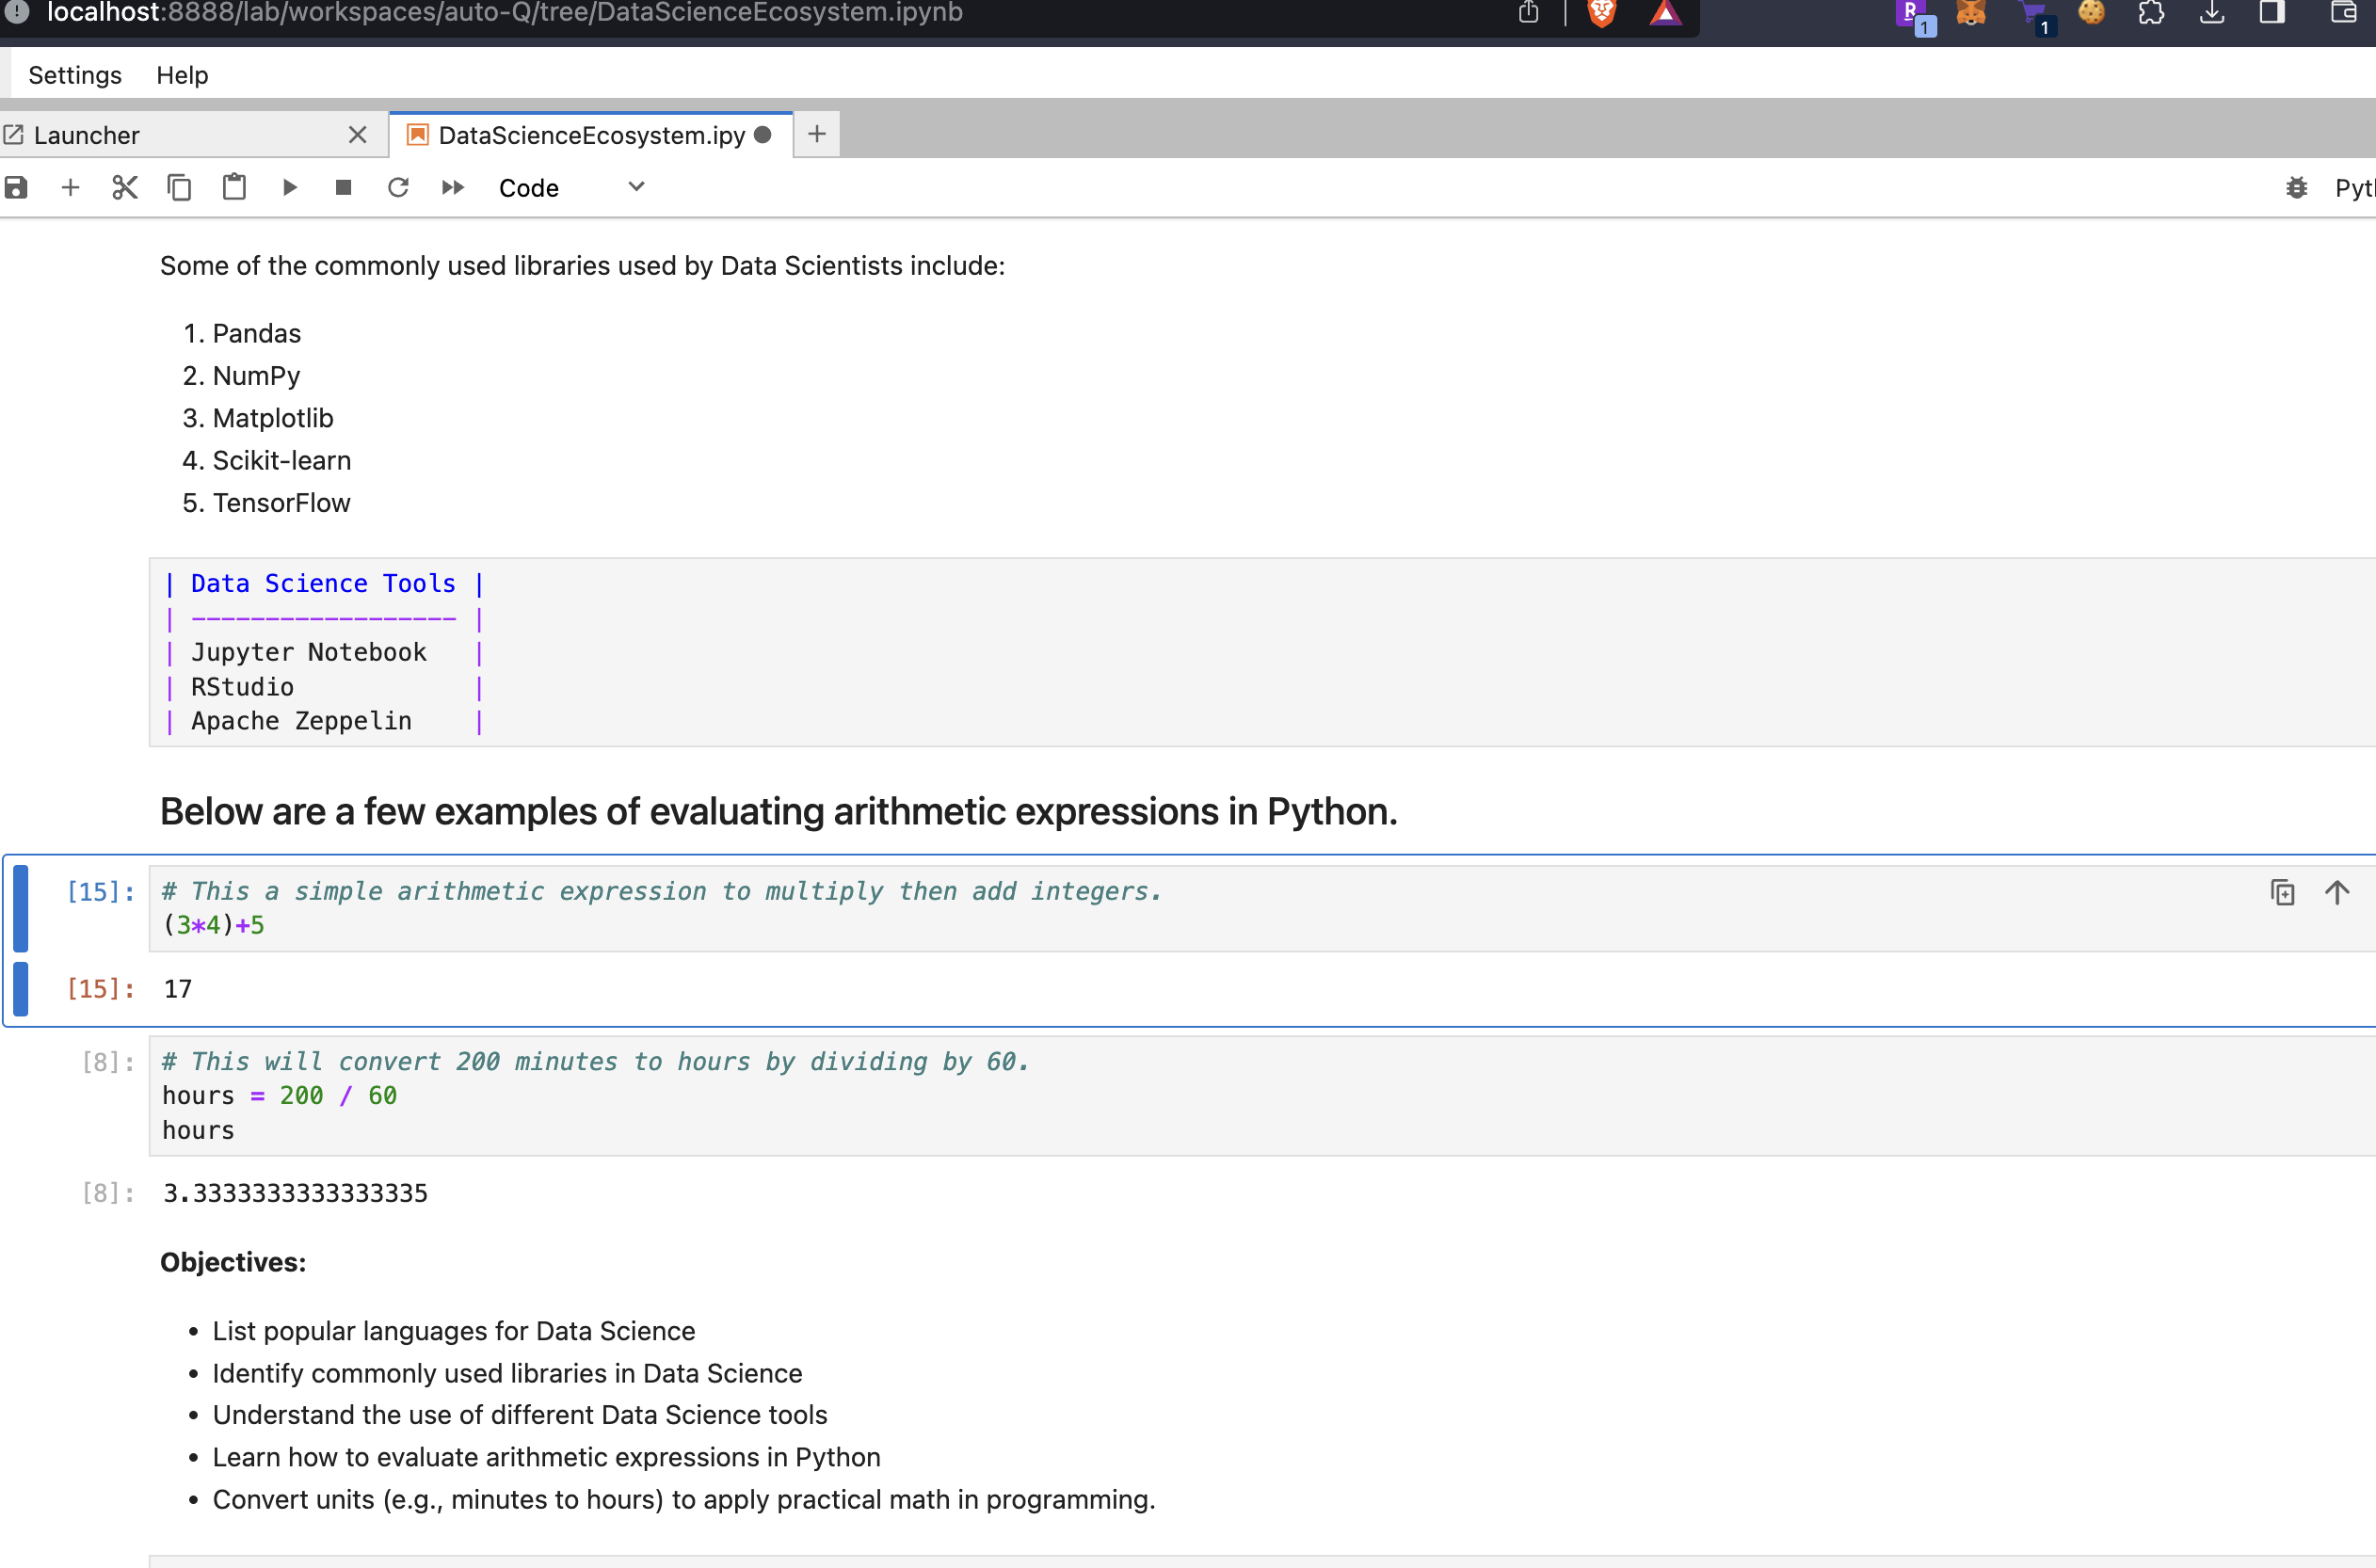 localhost:8888/lab/workspaces/auto-Q/tree/DataScienceEcosystem.ipynb
1 1
Settings Help
Launcher DataScienceEcosystem.ipy
Code
Some of the commonly used libraries used by Data Scientists include:
1. Pandas
2. NumPy
3. Matplotlib
4. Scikit-learn
5. TensorFlow
| Data Science Tools |
| ------------------ |
| Jupyter Notebook |
| RStudio |
| Apache Zeppelin |
Below are a few examples of evaluating arithmetic expressions in Python.
[15]: # This a simple arithmetic expression to multiply then add integers.
(3*4)+5
[15]: 17
[8]: # This will convert 200 minutes to hours by dividing by 60.
hours = 200 / 60
hours
[8]: 3.3333333333333335
Objectives:
• List popular languages for Data Science
• Identify commonly used libraries in Data Science
• Understand the use of different Data Science tools
• Learn how to evaluate arithmetic expressions in Python
• Convert units (e.g., minutes to hours) to apply practical math in programming.